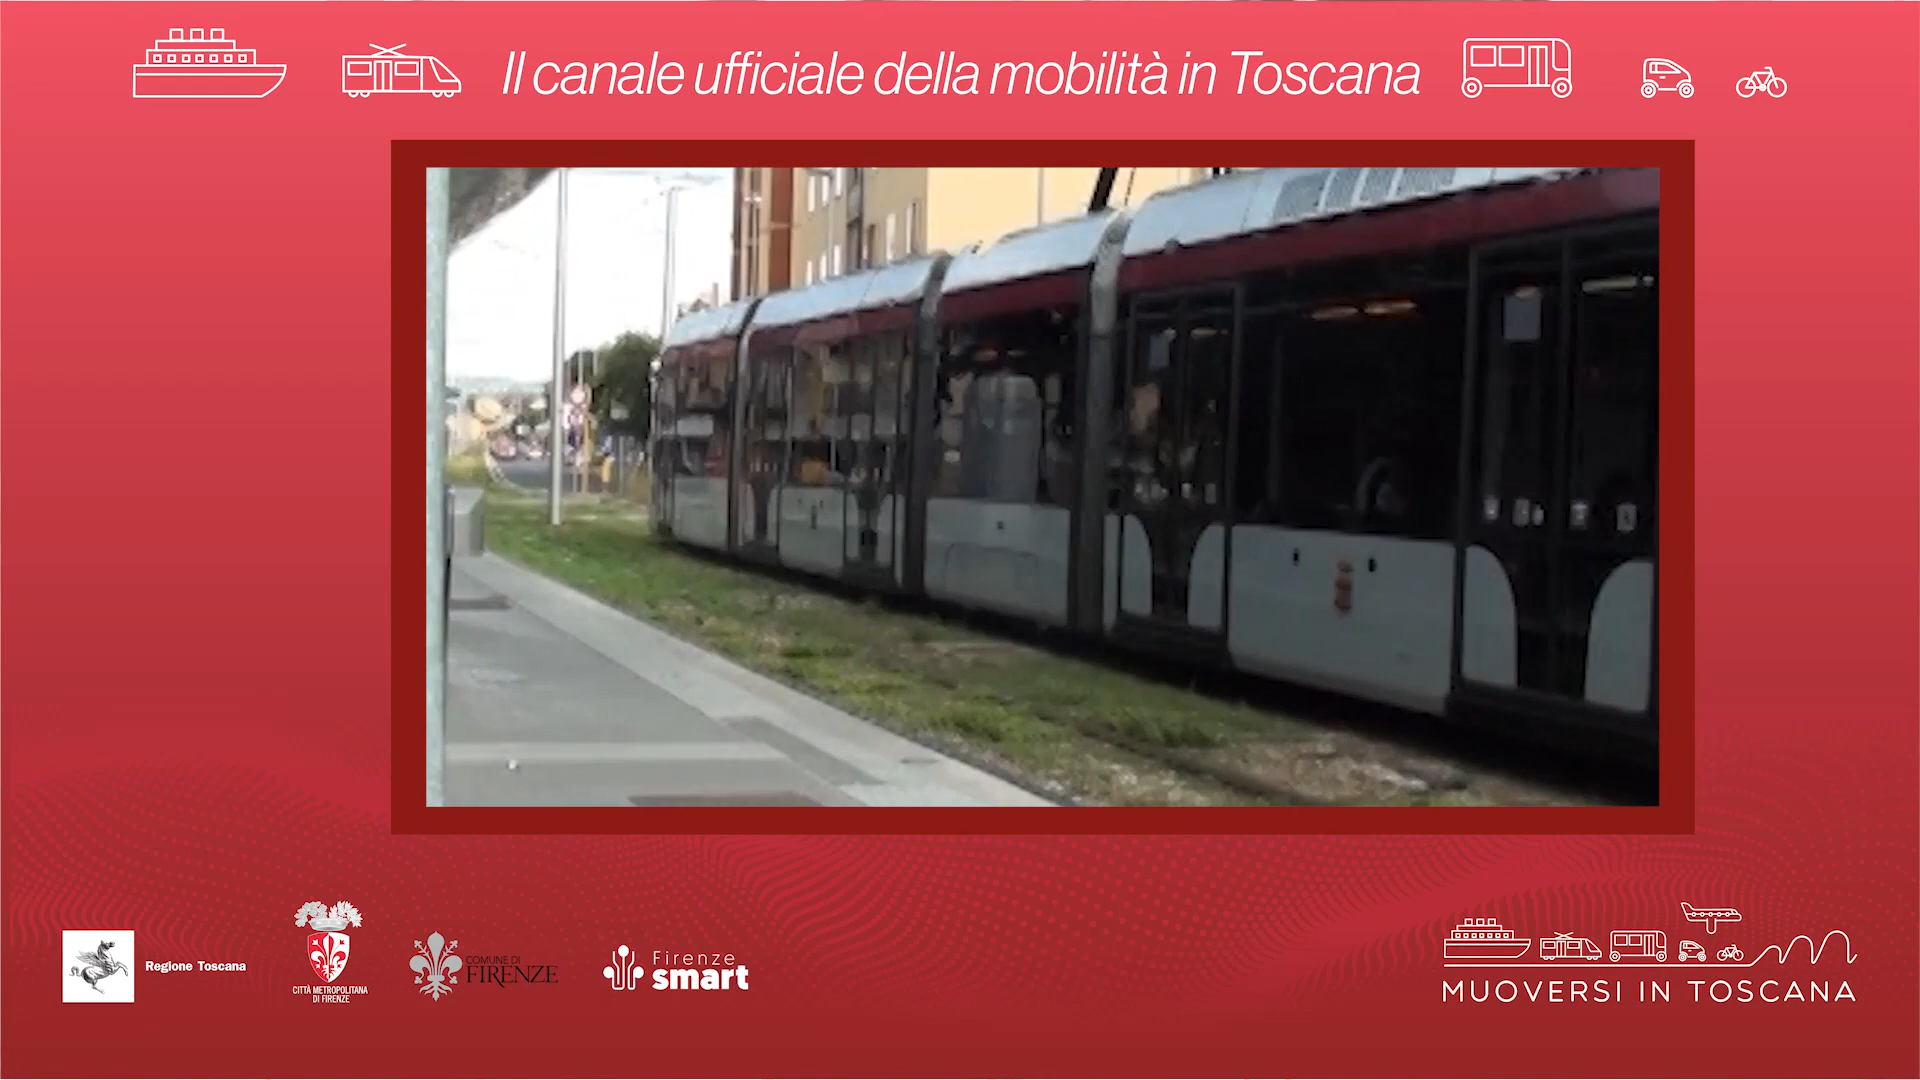 Il canale ufficiale della mobilità in Toscana
Regione Toscana
CITTÀ METROPOLITANA
DI FIRENZE
COMUNE DI
FIRENZE
Firenze
smart
MUOVERSI IN TOSCANA